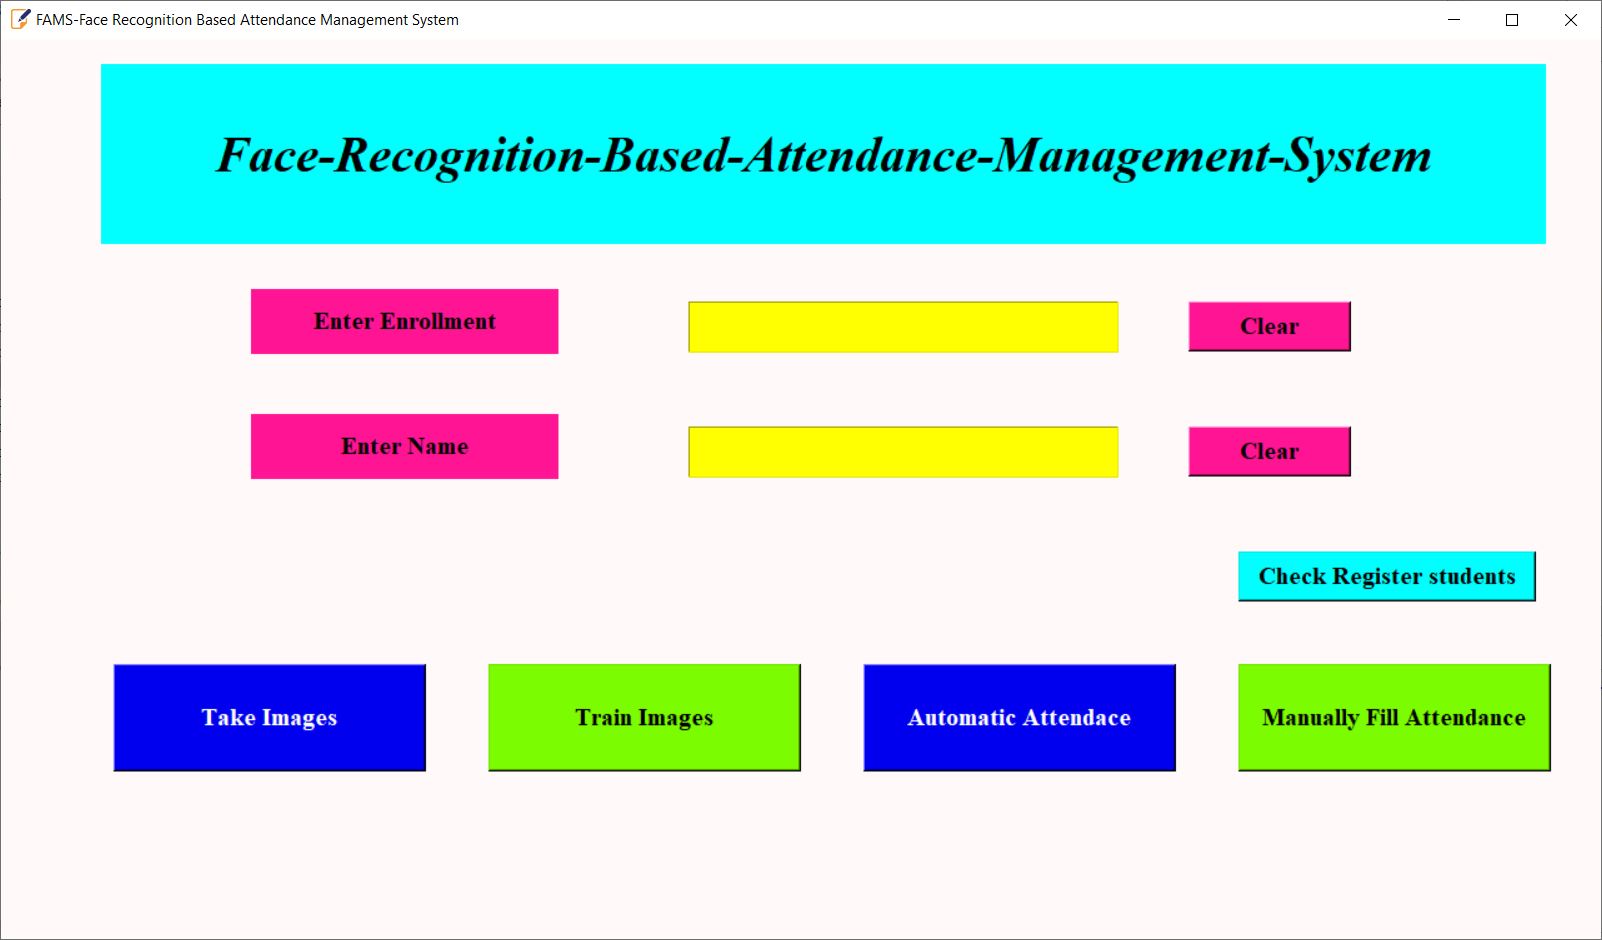 FAMS-Face Recognition Based Attendance Management System
Face-Recognition-Based-Attendance-Management-System
Enter Enrollment
Clear
Enter Name
Clear
Check Register students
Take Images
Train Images
Automatic Attendace
Manually Fill Attendance